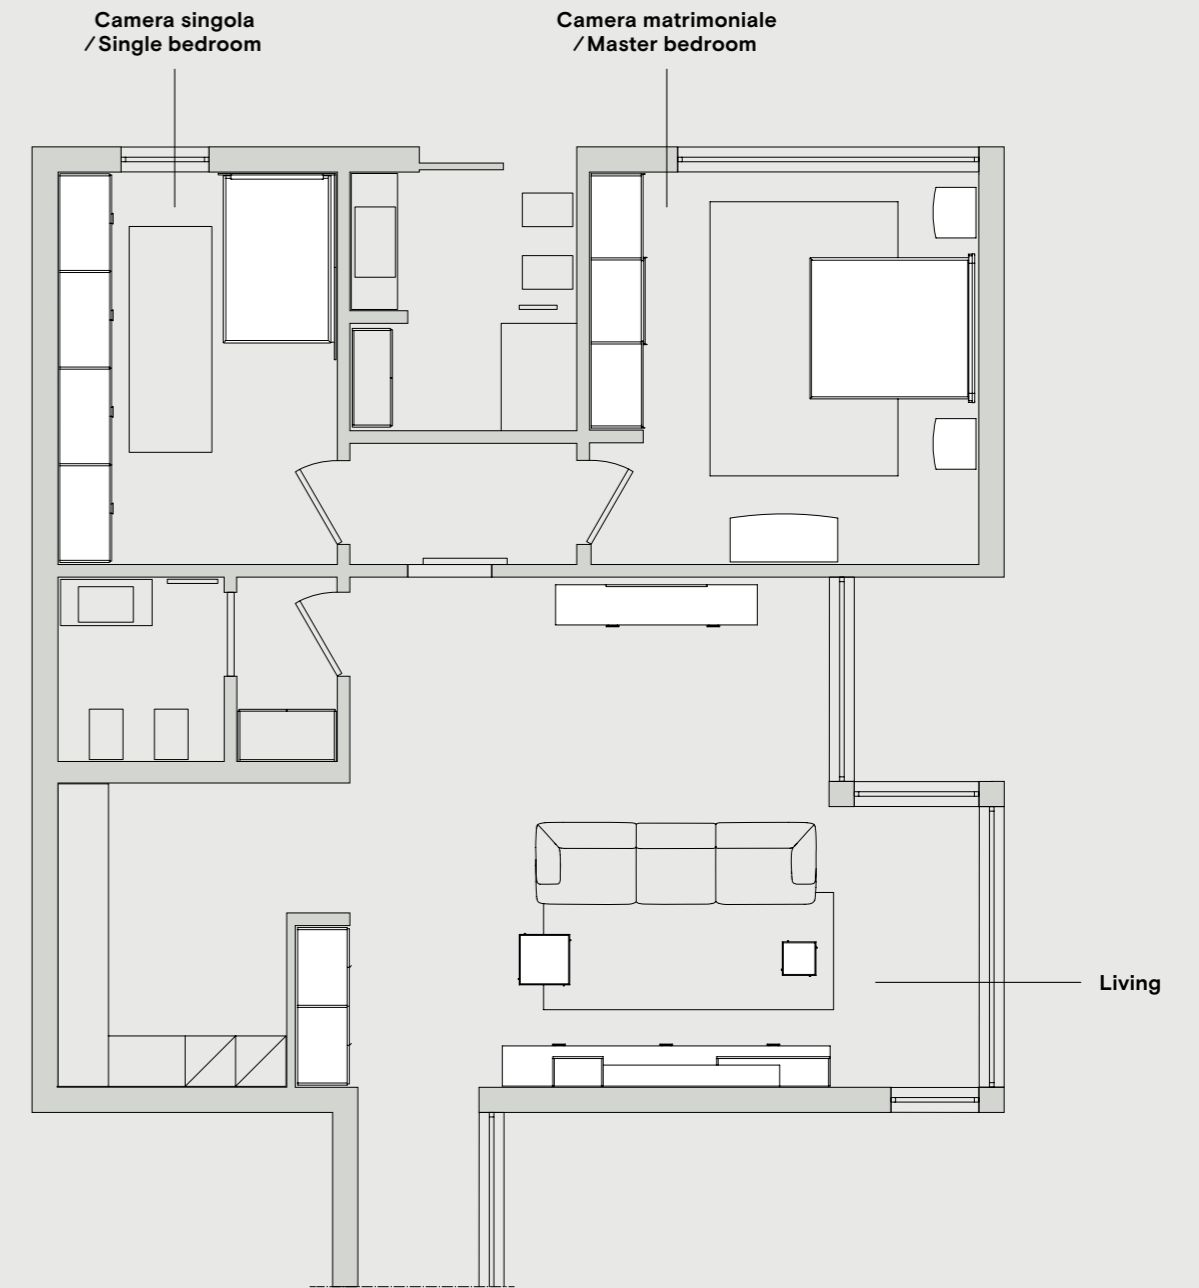 Camera singola
/Single bedroom
Camera matrimoniale
/Master bedroom
Living